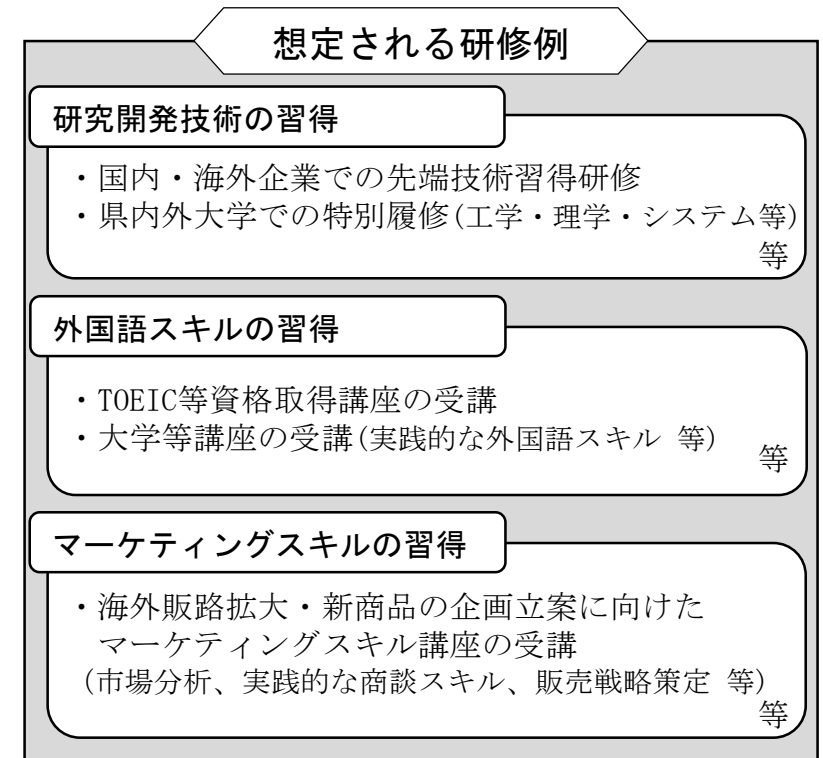 想定される研修例
研究開発技術の習得
・国内・海外企業での先端技術習得研修
・県内外大学での特別履修(工学・理学・システム等)
等
外国語スキルの習得
・TOEIC等資格取得講座の受講
・大学等講座の受講(実践的な外国語スキル 等)
等
マーケティングスキルの習得
・海外販路拡大・新商品の企画立案に向けた
マーケティングスキル講座の受講
(市場分析、実践的な商談スキル、販売戦略策定 等)
等